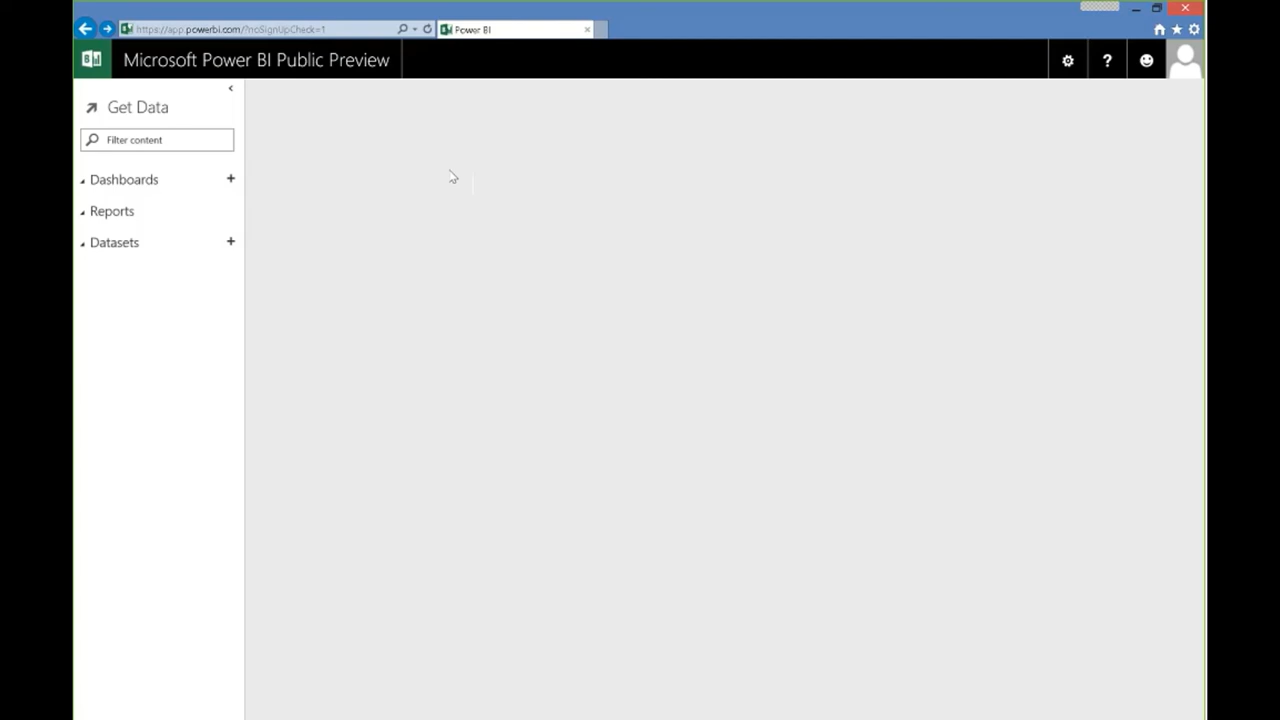 https://app.powerbi.com/?noSignUpCheck=1
Power BI
Microsoft Power BI Public Preview
?
Get Data
Filter content
Dashboards
Reports
Datasets